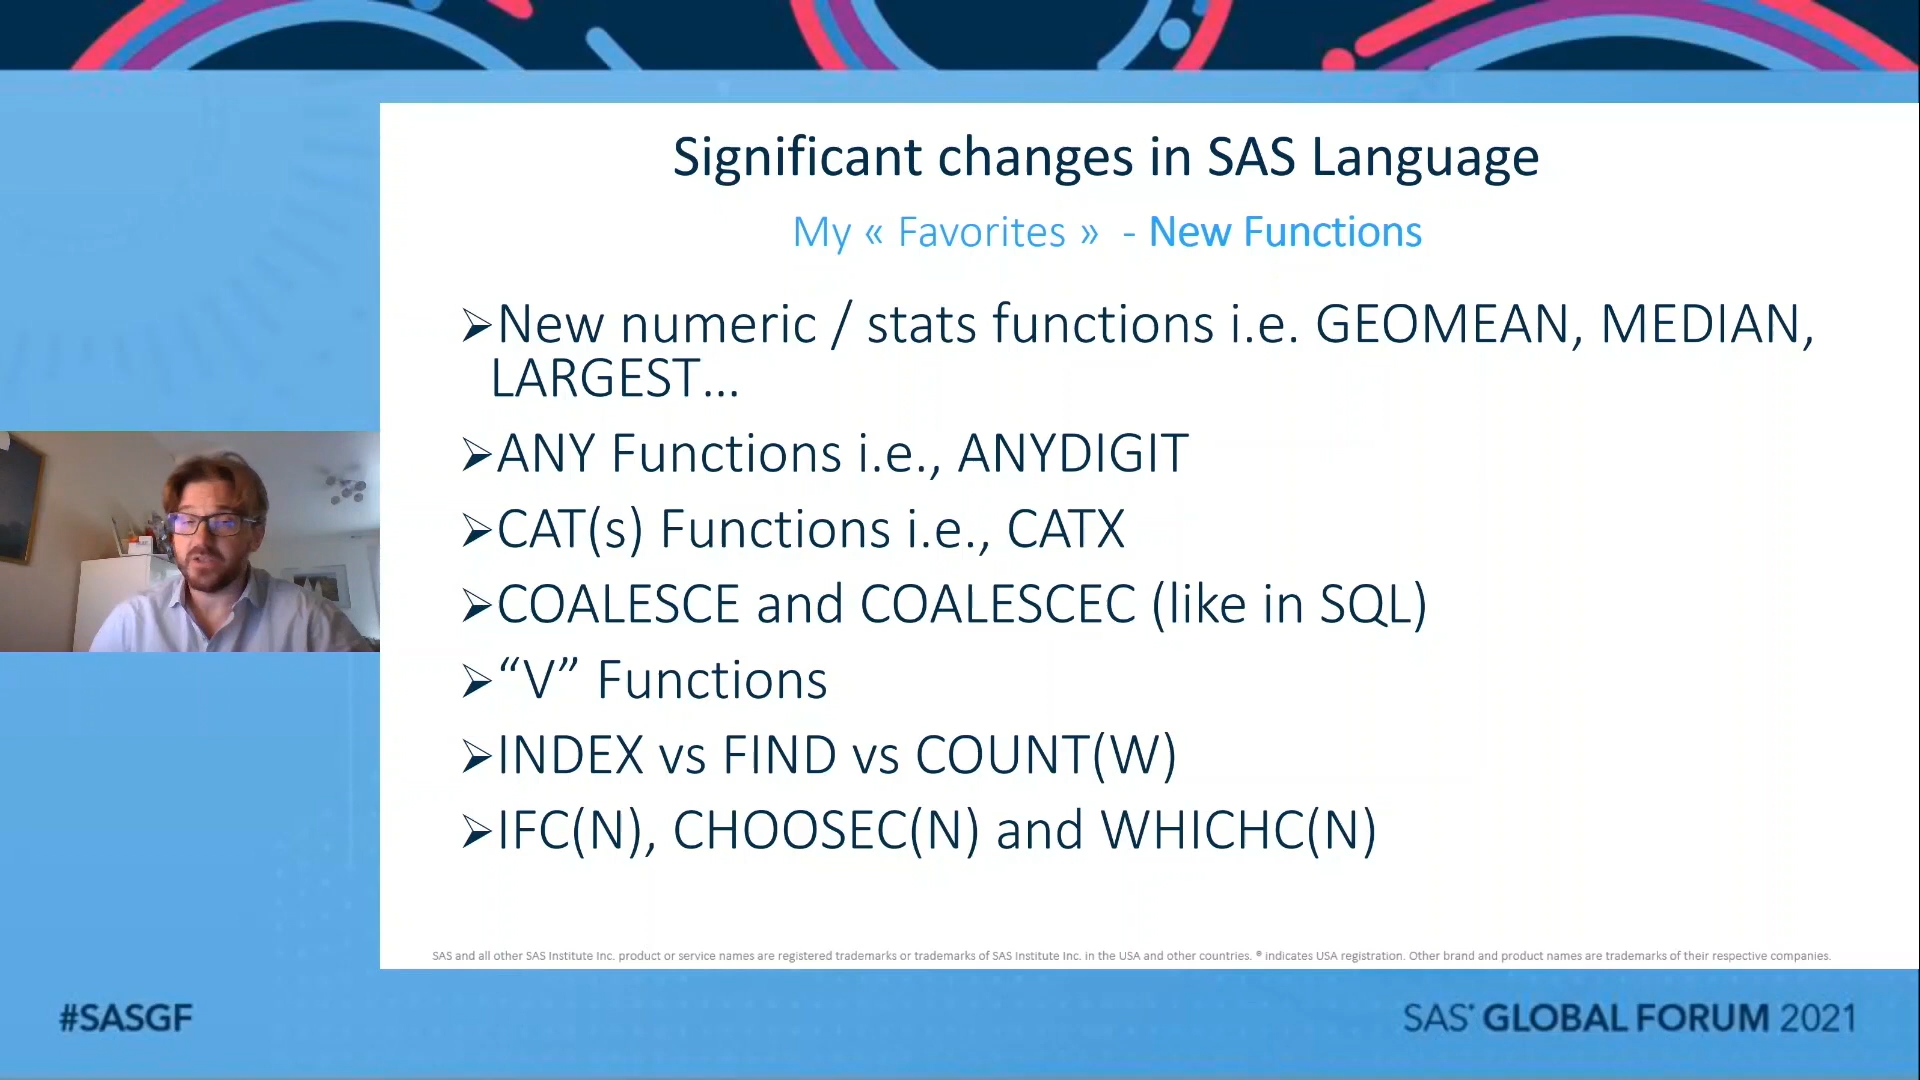 Significant changes in SAS Language
My « Favorites » - New Functions
➢New numeric / stats functions i.e. GEOMEAN, MEDIAN,
LARGEST…
➢ANY Functions i.e., ANYDIGIT
➢CAT(s) Functions i.e., CATX
➢COALESCE and COALESCEC (like in SQL)
➢“V” Functions
➢INDEX vs FIND vs COUNT(W)
➢IFC(N), CHOOSEC(N) and WHICHC(N)
SAS and all other SAS Institute Inc. product or service names are registered trademarks or trademarks of SAS Institute Inc. in the USA and other countries. ® indicates USA registration. Other brand and product names are trademarks of their respective companies.
#SASGF
SAS® GLOBAL FORUM 2021